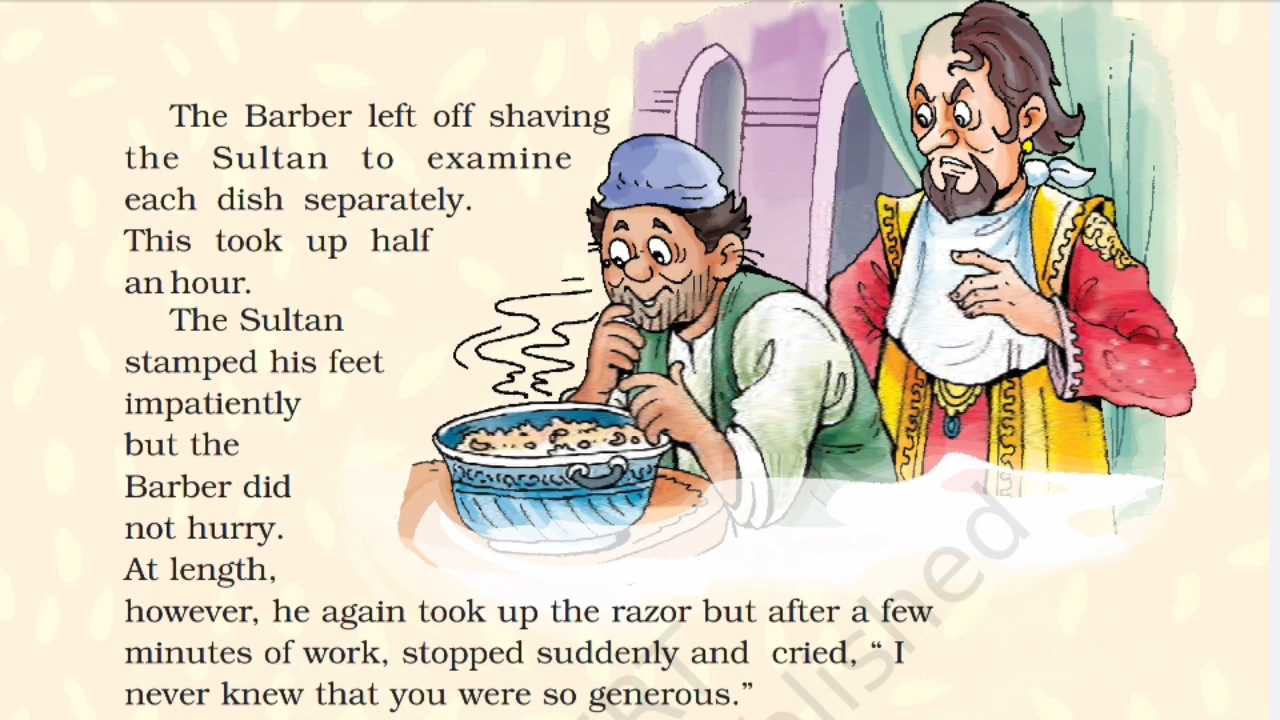 The Barber left off shaving
the Sultan to examine
each dish separately.
This took up half
an hour.
The Sultan
stamped his feet
impatiently
but the
Barber did
not hurry.
At length,
however, he again took up the razor but after a few
minutes of work, stopped suddenly and cried, “ I
never knew that you were so generous.”